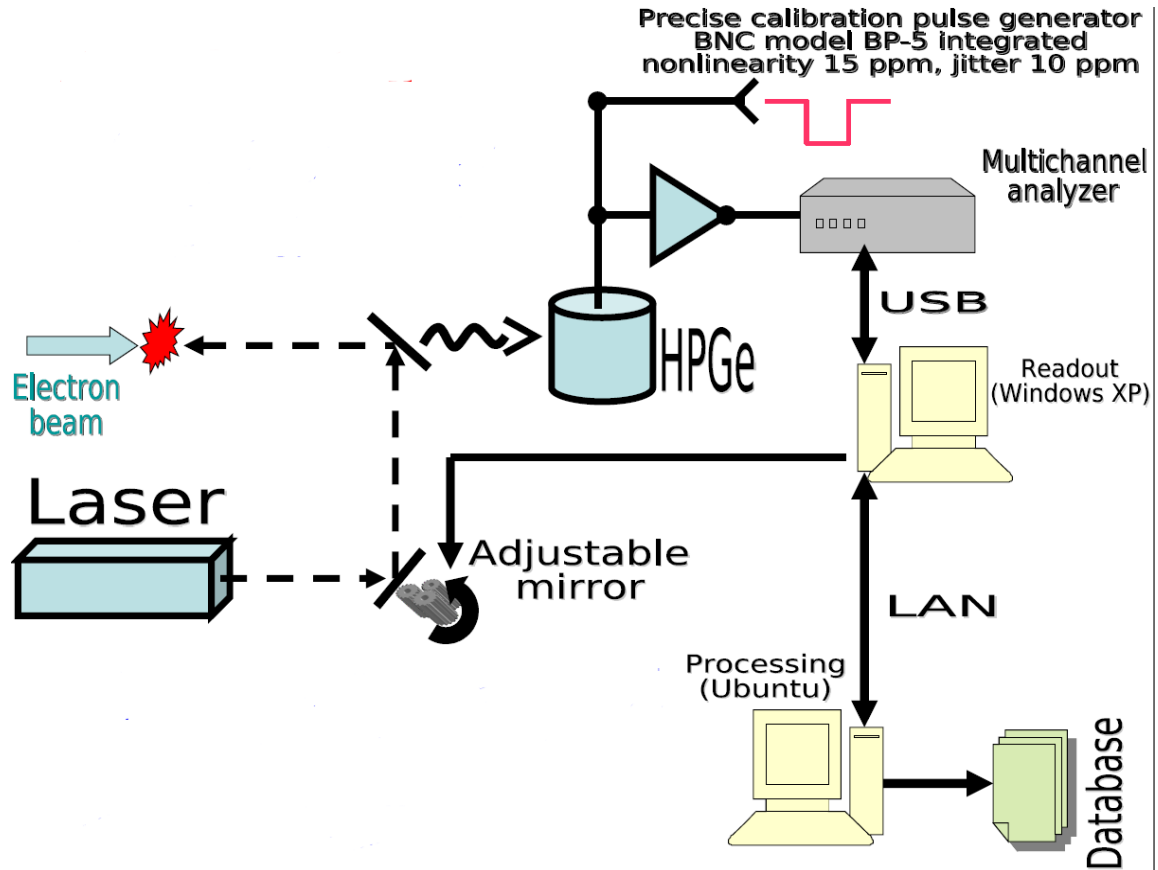 Precise calibration pulse generator
BNC model BP-5 integrated
nonlinearity 15 ppm, jitter 10 ppm
Multichannel
analyzer
USB
HPGe
Readout
(Windows XP)
Electron
beam
Laser
Adjustable
mirror
LAN
Processing
(Ubuntu)
Database